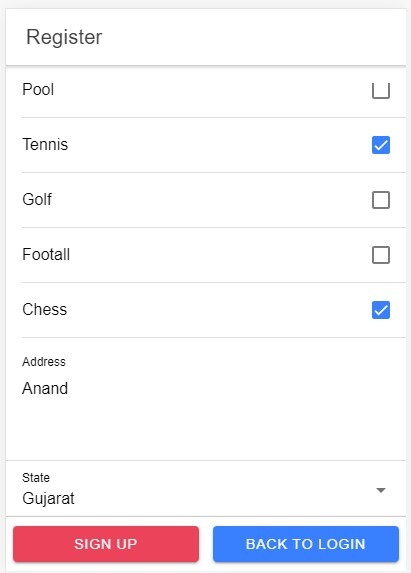 Register
Pool
Tennis
Golf
Footall
Chess
Address
Anand
State
Gujarat
SIGN UP
BACK TO LOGIN